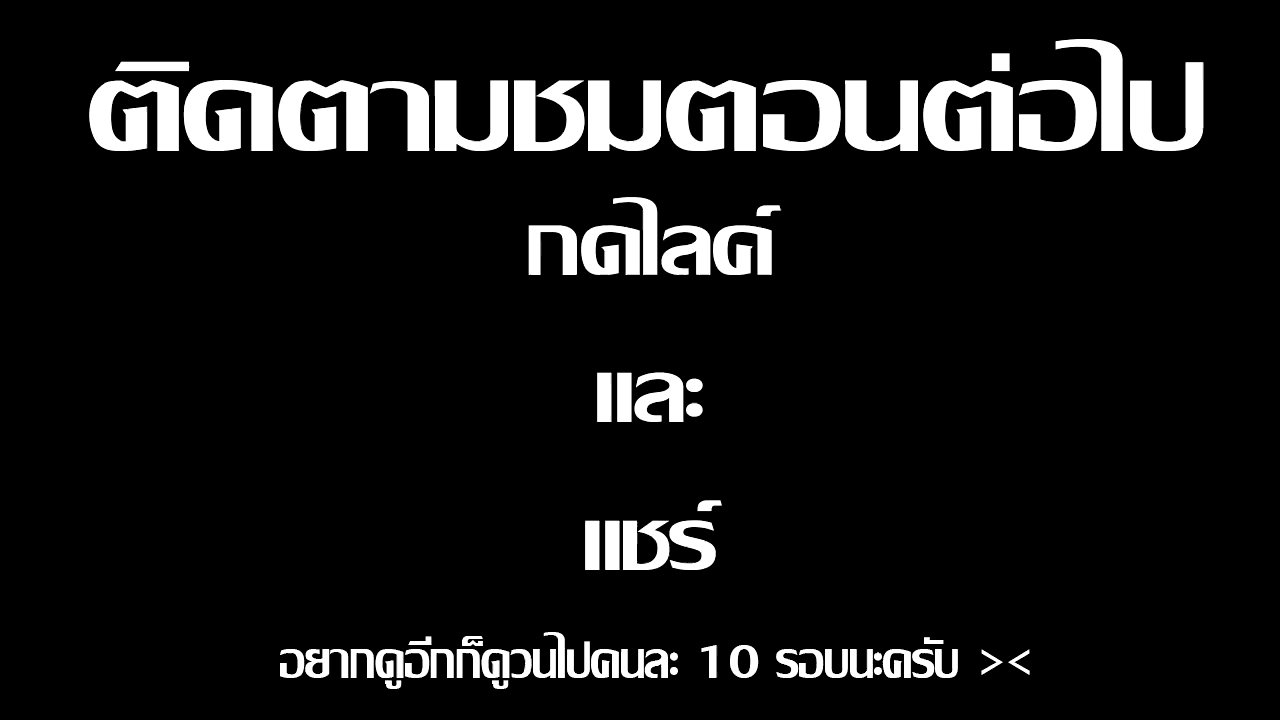 ติดตามชมตอนต่อไป
กดไลค์
และ
แชร์
อยากดูอีกก็ดูวนไปคนละ 10 รอบนะครับ ><